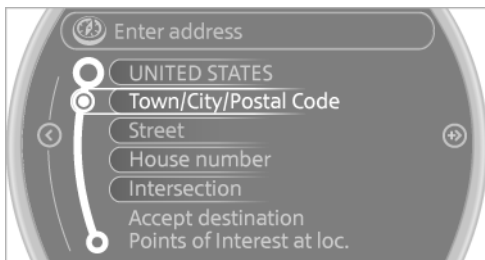 Enter address
UNITED STATES
Town/City/Postal Code
Street
House number
Intersection
Accept destination
Points of Interest at loc.